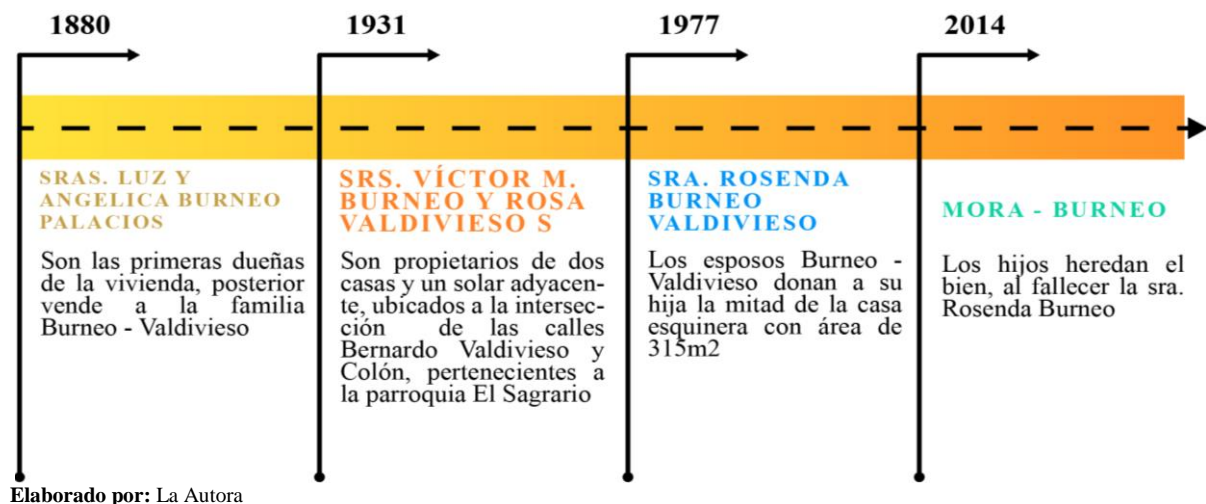 1880
1931
1977
2014
SRAS. LUZ Y
ANGELICA BURNEO
PALACIOS
Son las primeras dueñas
de la vivienda, posterior
vende a la familia
Burneo - Valdivieso
SRS. VÍCTOR M.
BURNEO Y ROSA
VALDIVIESO S
Son propietarios de dos
casas y un solar adyacen-
te, ubicados a la intersec-
ción de las calles
Bernardo Valdivieso y
Colón, pertenecientes a
la parroquia El Sagrario
SRA. ROSENDA
BURNEO
VALDIVIESO
Los esposos Burneo -
Valdivieso donan a su
hija la mitad de la casa
esquinera con área de
315m2
MORA - BURNEO
Los hijos heredan el
bien, al fallecer la sra.
Rosenda Burneo
Elaborado por: La Autora